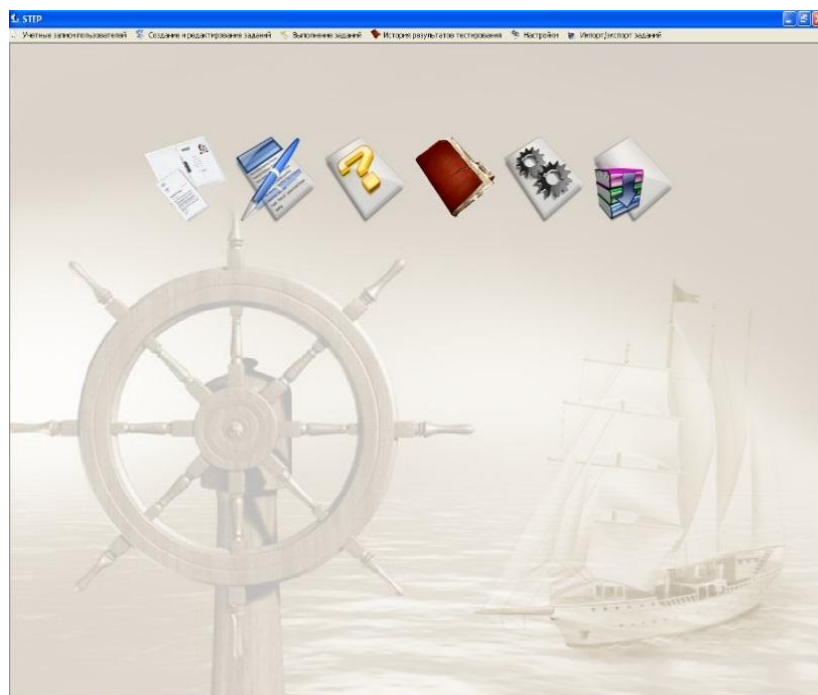 STEP
Учетные записи пользователей Создание и редактирование заданий Выполнение заданий История результатов тестирования Настройки Импорт/экспорт заданий